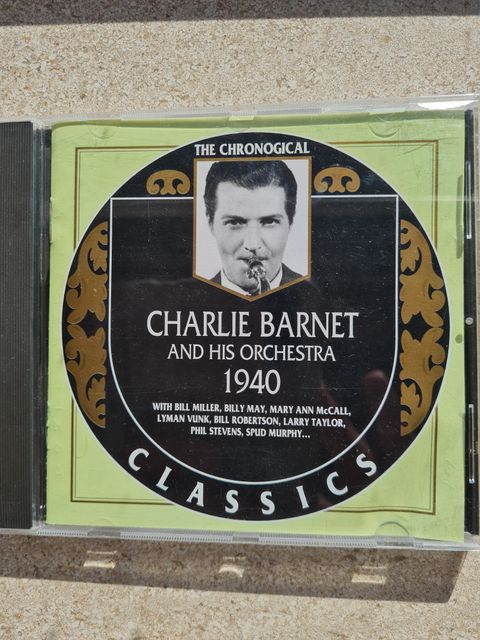 THE CHRONOGICAL
CHARLIE BARNET
AND HIS ORCHESTRA
1940
WITH BILL MILLER, BILLY MAY, MARY ANN McCALL,
LYMAN VUNK, BILL ROBERTSON, LARRY TAYLOR,
PHIL STEVENS, SPUD MURPHY...
CLASSICS